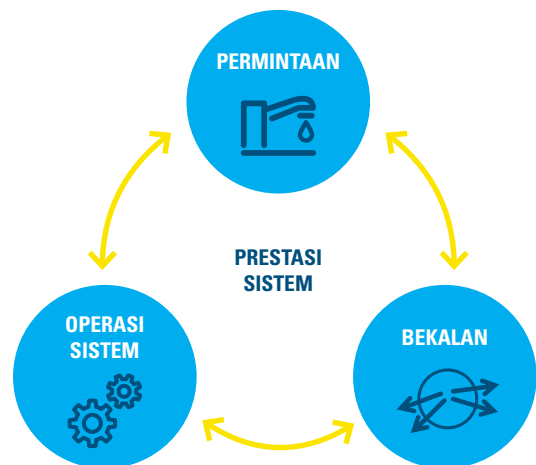 PERMINTAAN
PRESTASI
SISTEM
OPERASI
SISTEM
BEKALAN